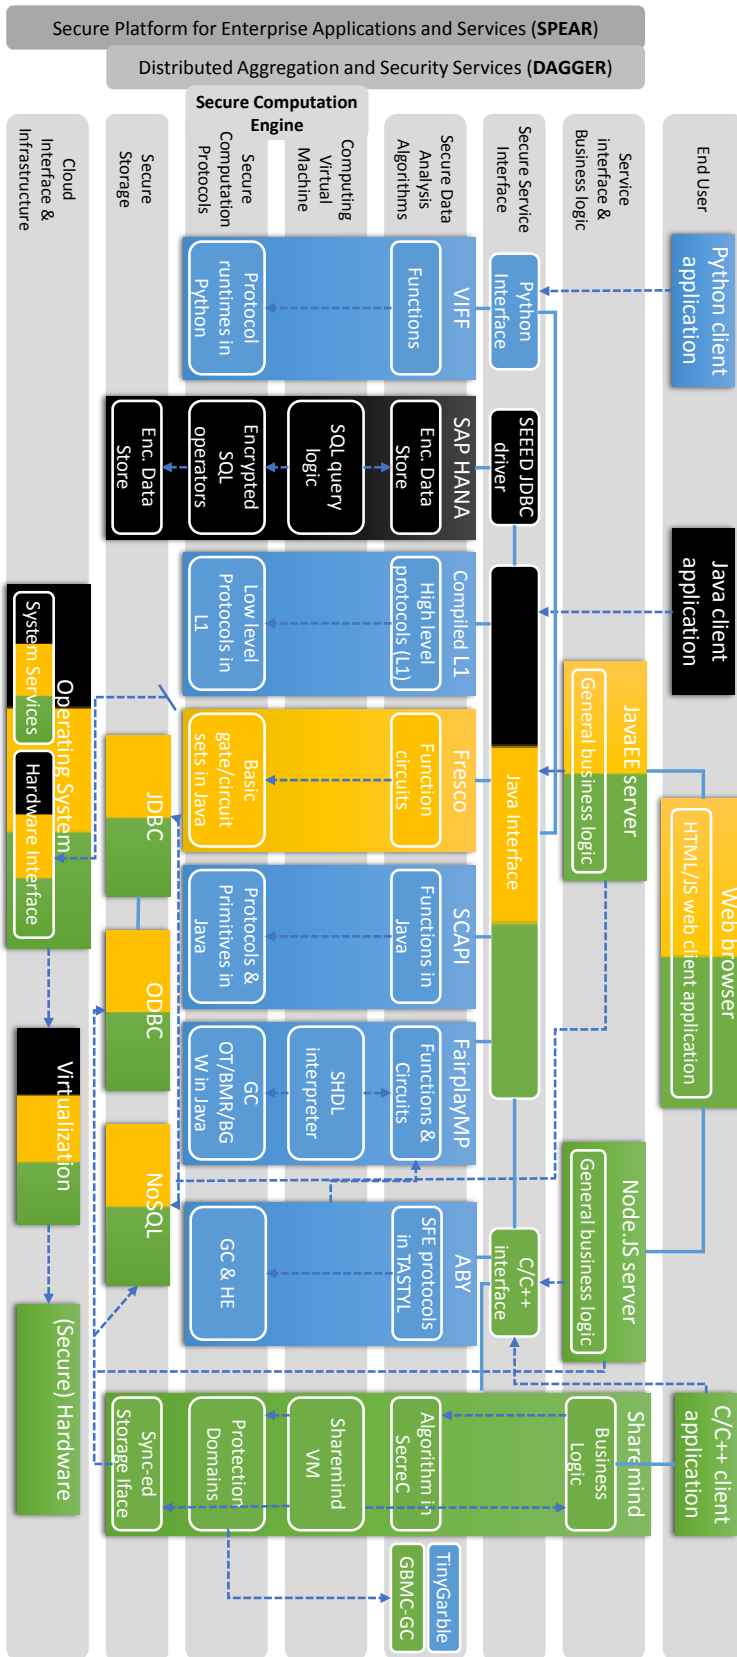 Secure Platform for Enterprise Applications and Services (SPEAR)
Distributed Aggregation and Security Services (DAGGER)
Secure Computation
Engine
End User
Service
interface &
Business logic
Secure Service
Interface
Secure Data
Analysis
Algorithms
Computing
Virtual
Machine
Secure
Computation
Protocols
Secure
Storage
Cloud
Interface &
Infrastructure
Python client
application
Java client
application
Web browser
HTML/JS web client application
C/C++ client
application
JavaEE server
General business logic
Node.JS server
General business logic
Sharemind
Business
Logic
Python
Interface
SEEED JDBC
driver
Java Interface
C/C++
interface
VIFF
Functions
Protocol
runtimes in
Python
SAP HANA
Enc. Data
Store
SQL query
logic
Encrypted
SQL
operators
Enc. Data
Store
Compiled L1
High level
protocols (L1)
Low level
Protocols in
L1
Fresco
Function
circuits
Basic
gate/circuit
sets in Java
SCAPI
Functions in
Java
Protocols &
Primitives in
Java
FairplayMP
Functions &
Circuits
SHDL
interpreter
GC
OT/BMR/BG
W in Java
ABY
SFE protocols
in TASTYL
GC & HE
Algorithm in
SecreC
Sharemind
VM
Protection
Domains
Sync-ed
Storage Iface
TinyGarble
GBMC-GC
JDBC
ODBC
NoSQL
Operating System
System Services
Hardware Interface
Virtualization
(Secure) Hardware